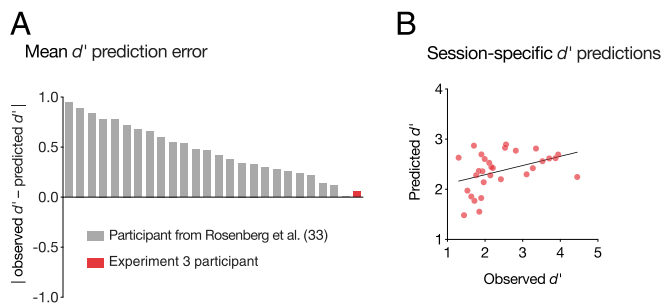 A
Mean d' prediction error
| observed d' – predicted d' |
1.0
0.5
0.0
-0.5
-1.0
Participant from Rosenberg et al. (33)
Experiment 3 participant
B
Session-specific d' predictions
Predicted d'
4
3
2
1
1 2 3 4 5
Observed d'